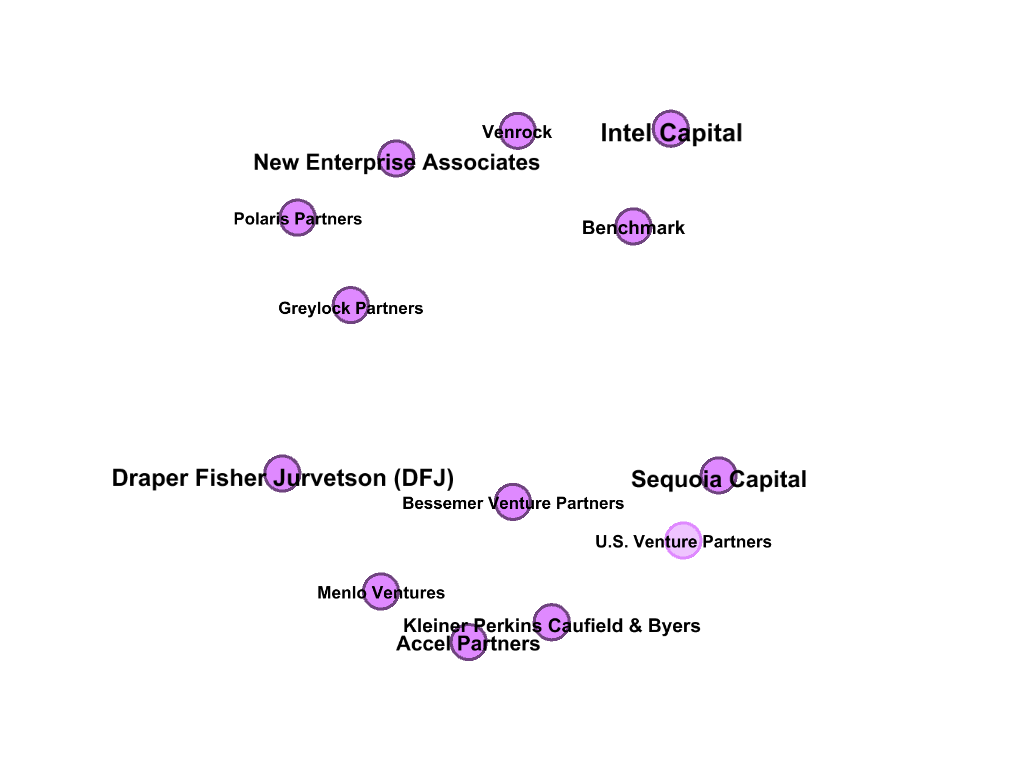 Venrock
Intel Capital
New Enterprise Associates
Polaris Partners
Benchmark
Greylock Partners
Draper Fisher Jurvetson (DFJ)
Sequoia Capital
Bessemer Venture Partners
U.S. Venture Partners
Menlo Ventures
Kleiner Perkins Caufield & Byers
Accel Partners